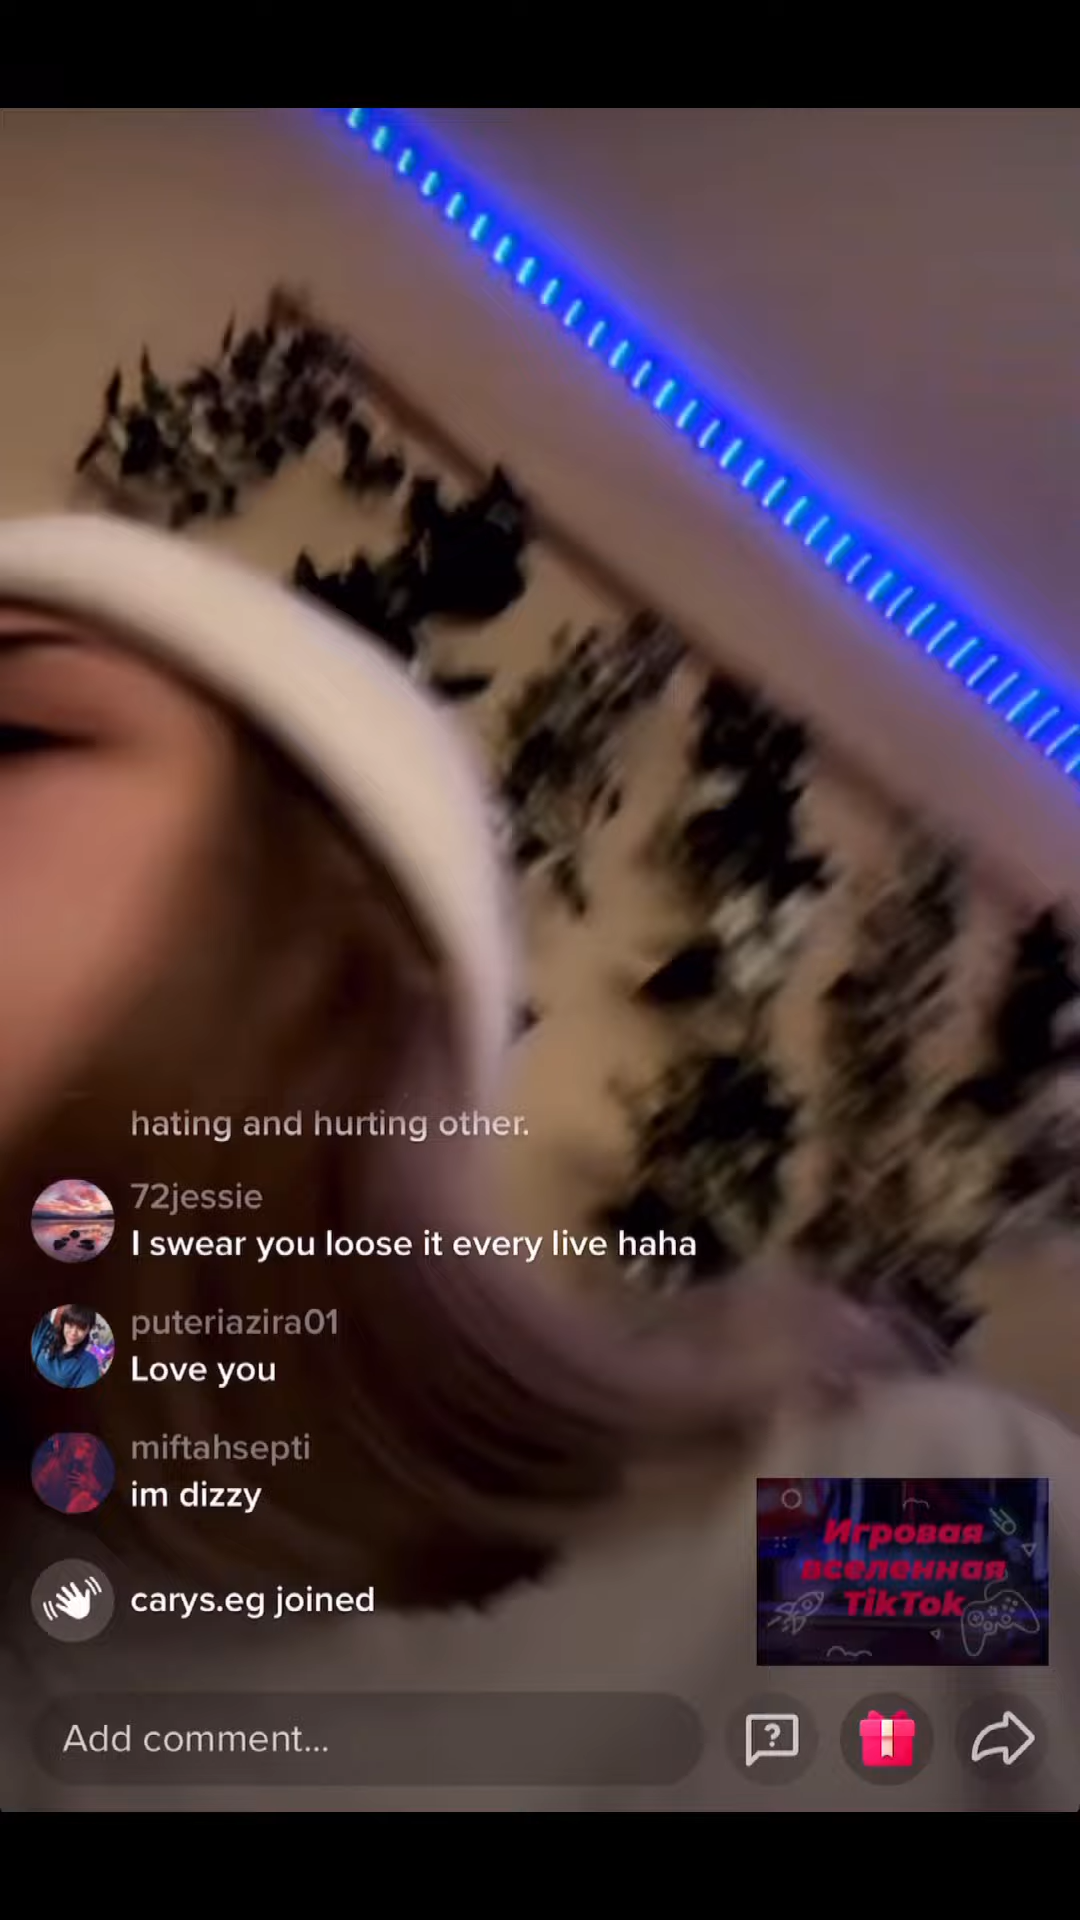 hating and hurting other.
72jessie
I swear you loose it every live haha
puteriazira01
Love you
miftahsepti
im dizzy
carys.eg joined
Игровая
вселенная
TikTok
Add comment...
?